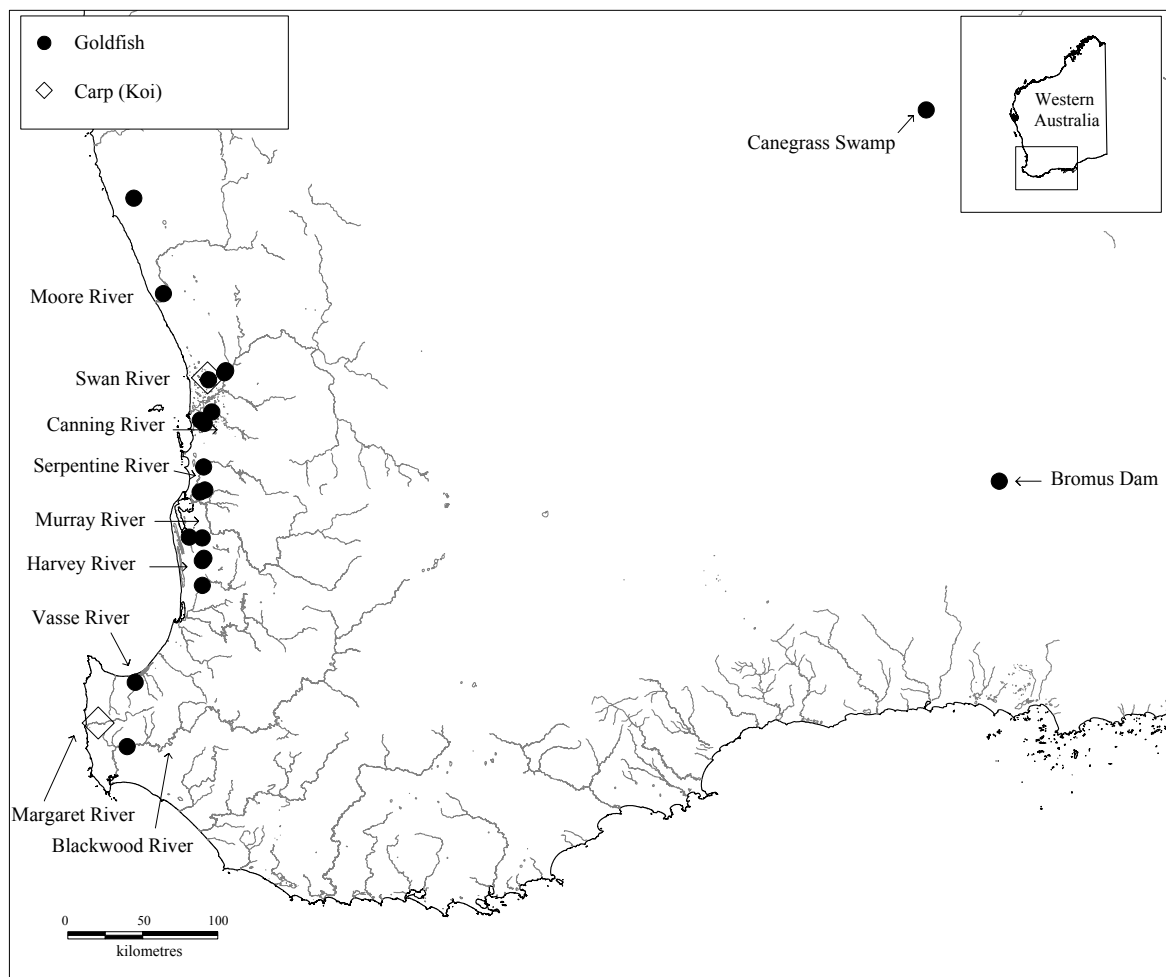 Goldfish
Carp (Koi)
Western
Australia
Canegrass Swamp
Moore River
Swan River
Canning River
Serpentine River
Bromus Dam
Murray River
Harvey River
Vasse River
Margaret River
Blackwood River
0 50 100
kilometres